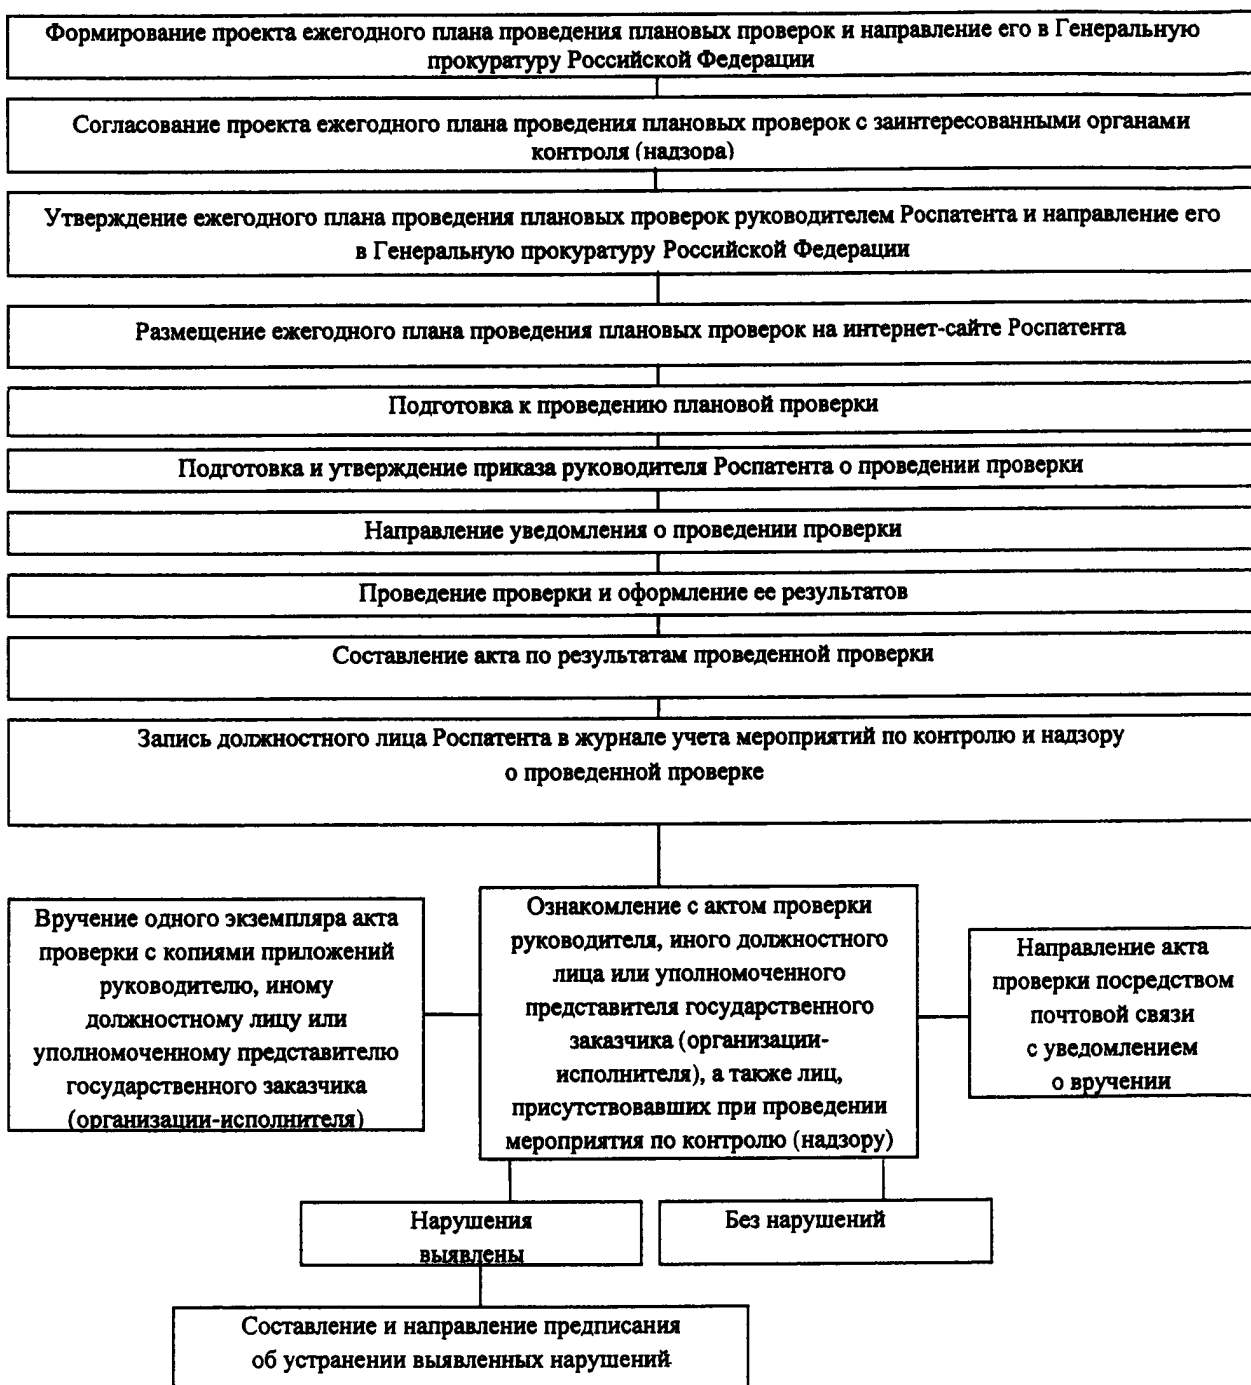 Формирование проекта ежегодного плана проведения плановых проверок и направление его в Генеральную
прокуратуру Российской Федерации
Согласование проекта ежегодного плана проведения плановых проверок с заинтересованными органами
контроля (надзора)
Утверждение ежегодного плана проведения плановых проверок руководителем Роспатента и направление его
в Генеральную прокуратуру Российской Федерации
Размещение ежегодного плана проведения плановых проверок на интернет-сайте Роспатента
Подготовка к проведению плановой проверки
Подготовка и утверждение приказа руководителя Роспатента о проведении проверки
Направление уведомления о проведении проверки
Проведение проверки и оформление ее результатов
Составление акта по результатам проведенной проверки
Запись должностного лица Роспатента в журнале учета мероприятий по контролю и надзору
о проведенной проверке
Вручение одного экземпляра акта
проверки с копиями приложений
руководителю, иному
должностному лицу или
уполномоченному представителю
государственного заказчика
(организации-исполнителя)
Ознакомление с актом проверки
руководителя, иного должностного
лица или уполномоченного
представителя государственного
заказчика (организации-
исполнителя), а также лиц,
присутствовавших при проведении
мероприятия по контролю (надзору)
Направление акта
проверки посредством
почтовой связи
с уведомлением
о вручении
Нарушения
выявлены
Без нарушений
Составление и направление предписания
об устранении выявленных нарушений